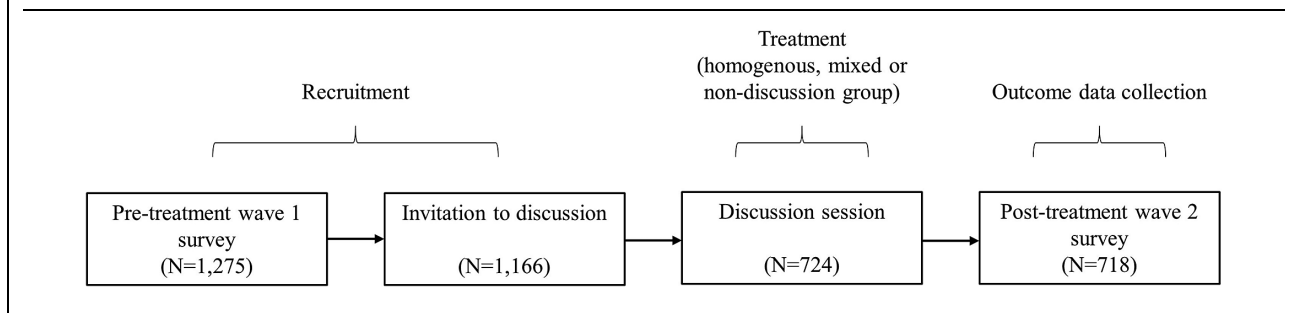 Recruitment
Treatment
(homogenous, mixed or
non-discussion group)
Outcome data collection
Pre-treatment wave 1
survey
(N=1,275)
Invitation to discussion
(N=1,166)
Discussion session
(N=724)
Post-treatment wave 2
survey
(N=718)